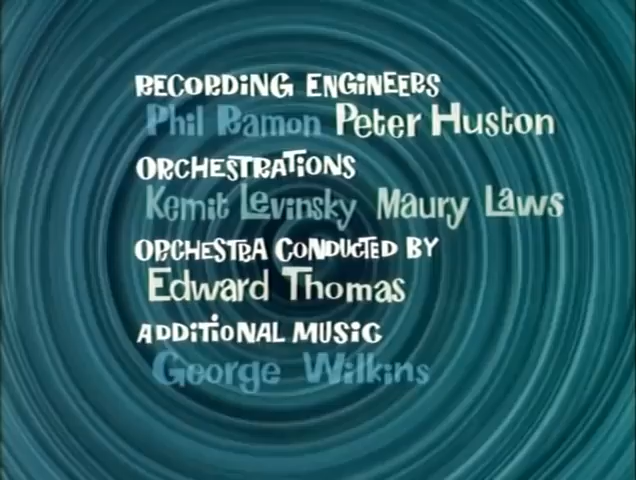 RECORDING ENGINEERS
Phil Ramon Peter Huston
ORCHESTRATIONS
Kemit Levinsky Maury Laws
ORCHESTRA CONDUCTED BY
Edward Thomas
ADDITIONAL MUSIC
George Wilkins